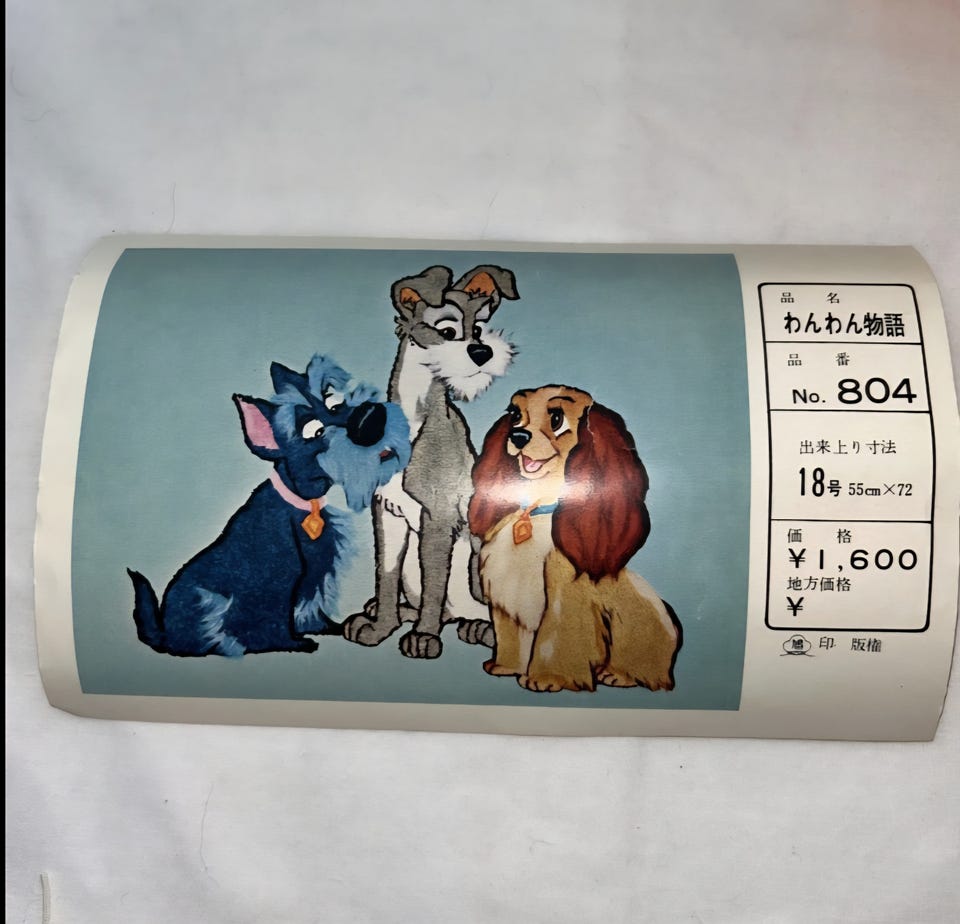 品 名
わんわん物語
品 番
No. 804
出来上り寸法
18号 55cm×72
価 格
¥1,600
地方価格
¥
印 版権